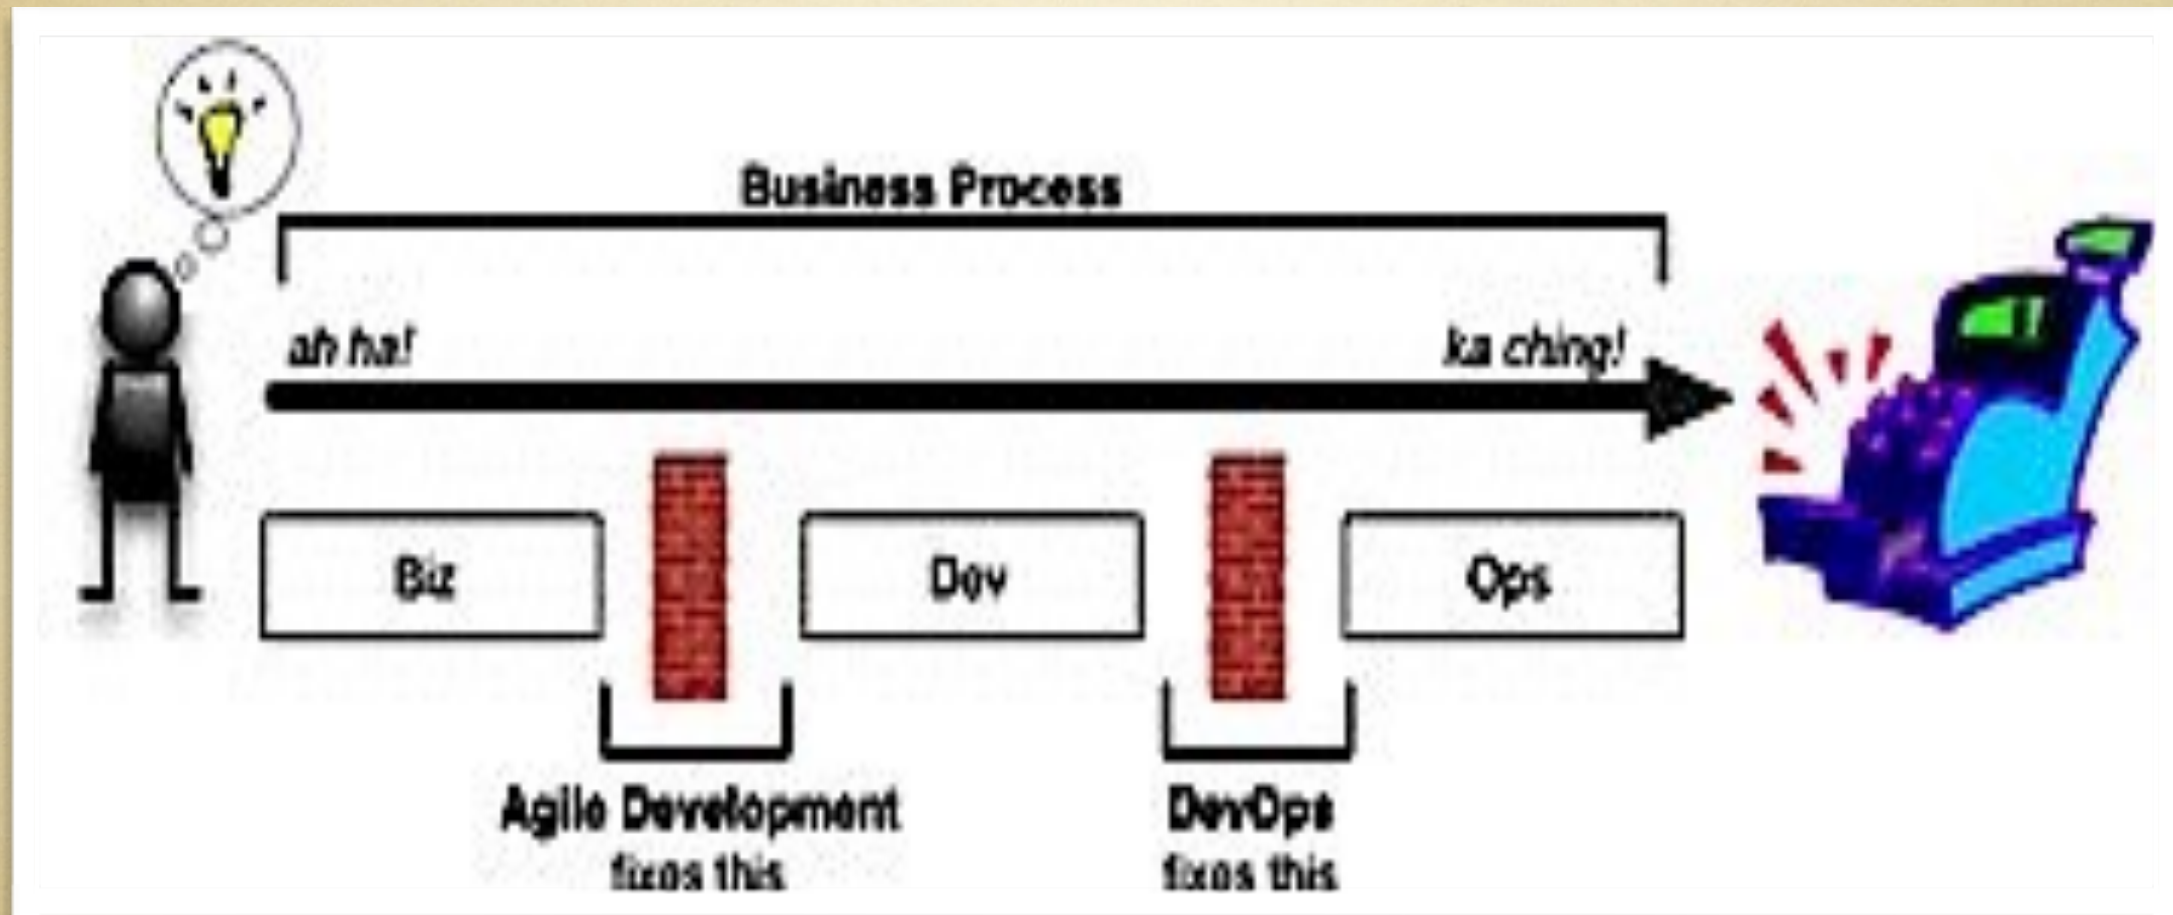 Business Process
ah ha!
ka ching!
Biz
Dev
Ops
Agile Development
fixes this
DevOps
fixes this